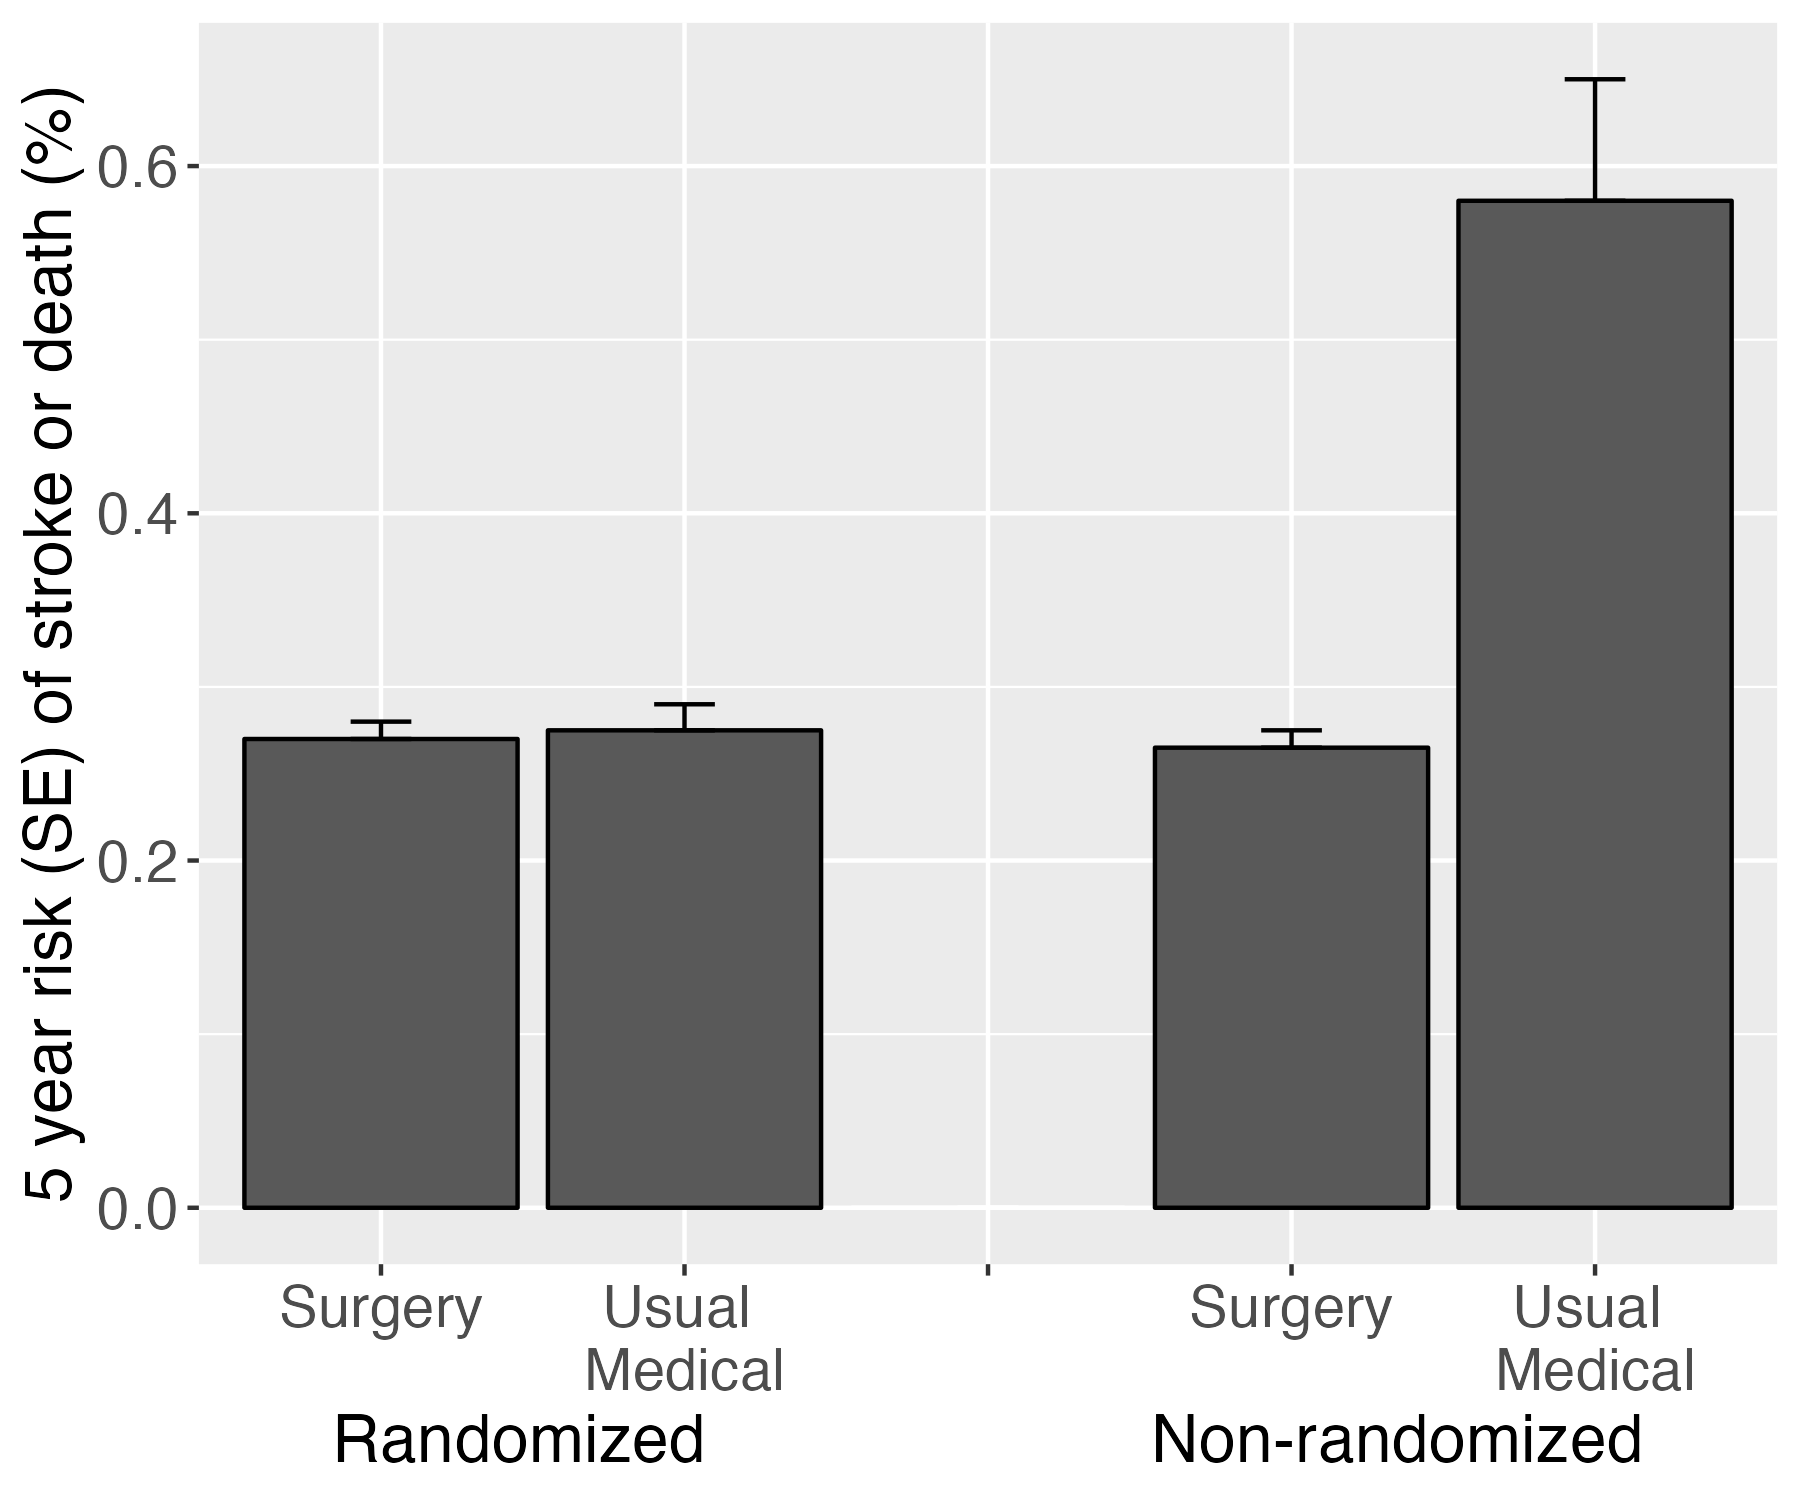 5 year risk (SE) of stroke or death (%)
0.6
0.4
0.2
0.0
Surgery
Usual
Medical
Surgery
Usual
Medical
Randomized
Non-randomized